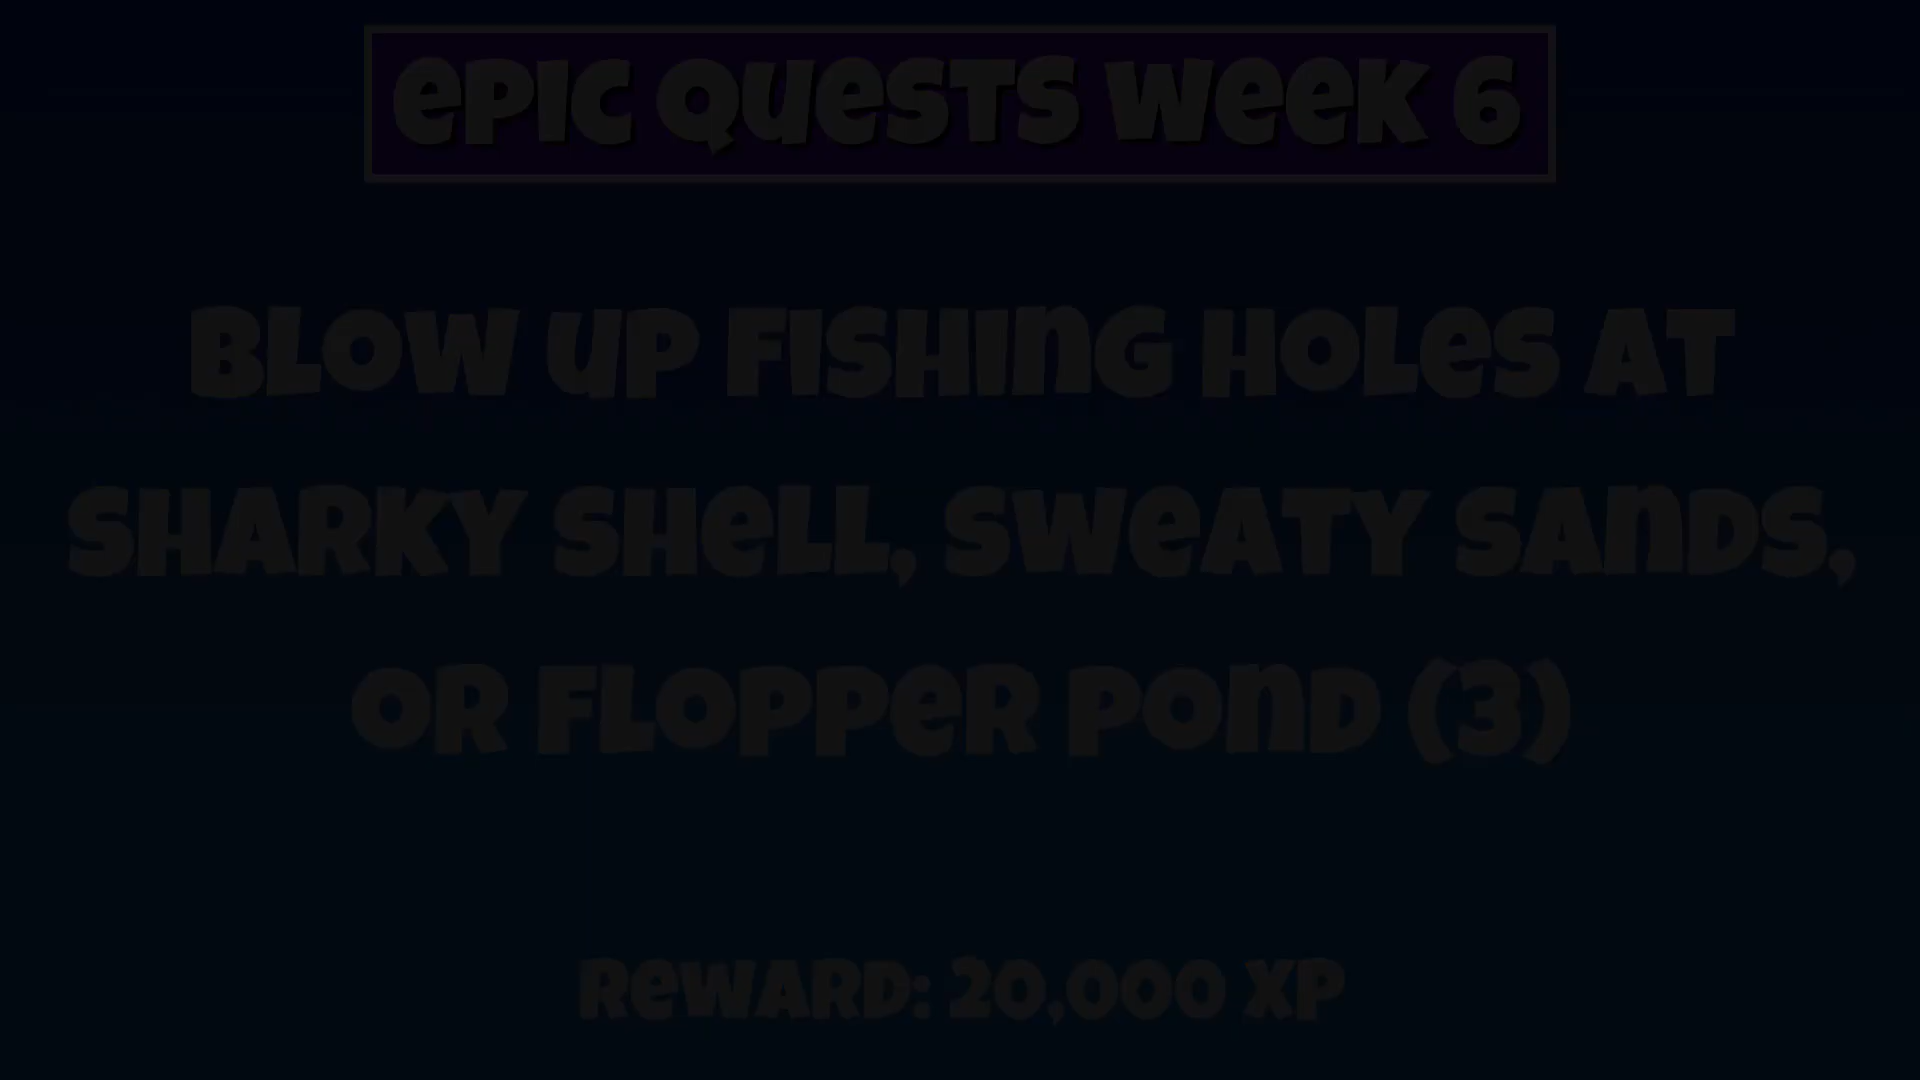 EPIC QUESTS WEEK 6
BLOW UP FISHING HOLES AT
SHARKY SHELL, SWEATY SANDS,
OR FLOPPER POND (3)
REWARD: 20,000 XP